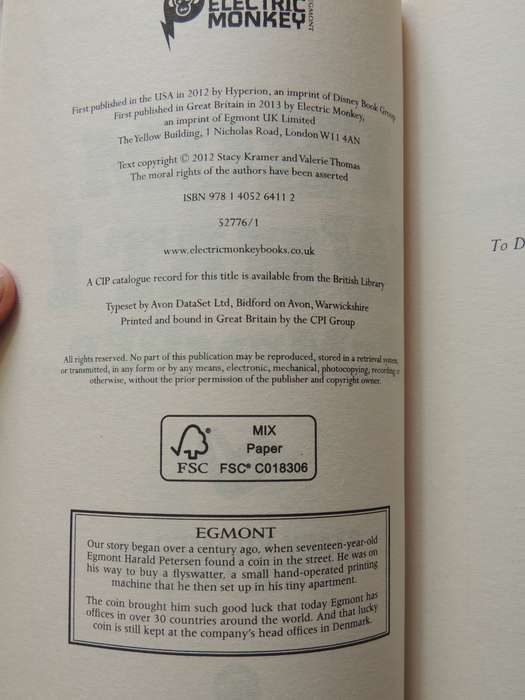 ELECTRIC
MONKEY
EGMONT
First published in the USA in 2012 by Hyperion, an imprint of Disney Book Group
First published in Great Britain in 2013 by Electric Monkey,
an imprint of Egmont UK Limited
The Yellow Building, 1 Nicholas Road, London W11 4AN
Text copyright © 2012 Stacy Kramer and Valerie Thomas
The moral rights of the authors have been asserted
ISBN 978 1 4052 6411 2
52776/1
www.electricmonkeybooks.co.uk
A CIP catalogue record for this title is available from the British Library
Typeset by Avon DataSet Ltd, Bidford on Avon, Warwickshire
Printed and bound in Great Britain by the CPI Group
All rights reserved. No part of this publication may be reproduced, stored in a retrieval system,
or transmitted, in any form or by any means, electronic, mechanical, photocopying, recording or
otherwise, without the prior permission of the publisher and copyright owner.
MIX
Paper
FSC FSC® C018306
EGMONT
Our story began over a century ago, when seventeen-year-old
Egmont Harald Petersen found a coin in the street. He was on
his way to buy a flyswatter, a small hand-operated printing
machine that he then set up in his tiny apartment.
The coin brought him such good luck that today Egmont has
offices in over 30 countries around the world. And that lucky
coin is still kept at the company's head offices in Denmark.
To D